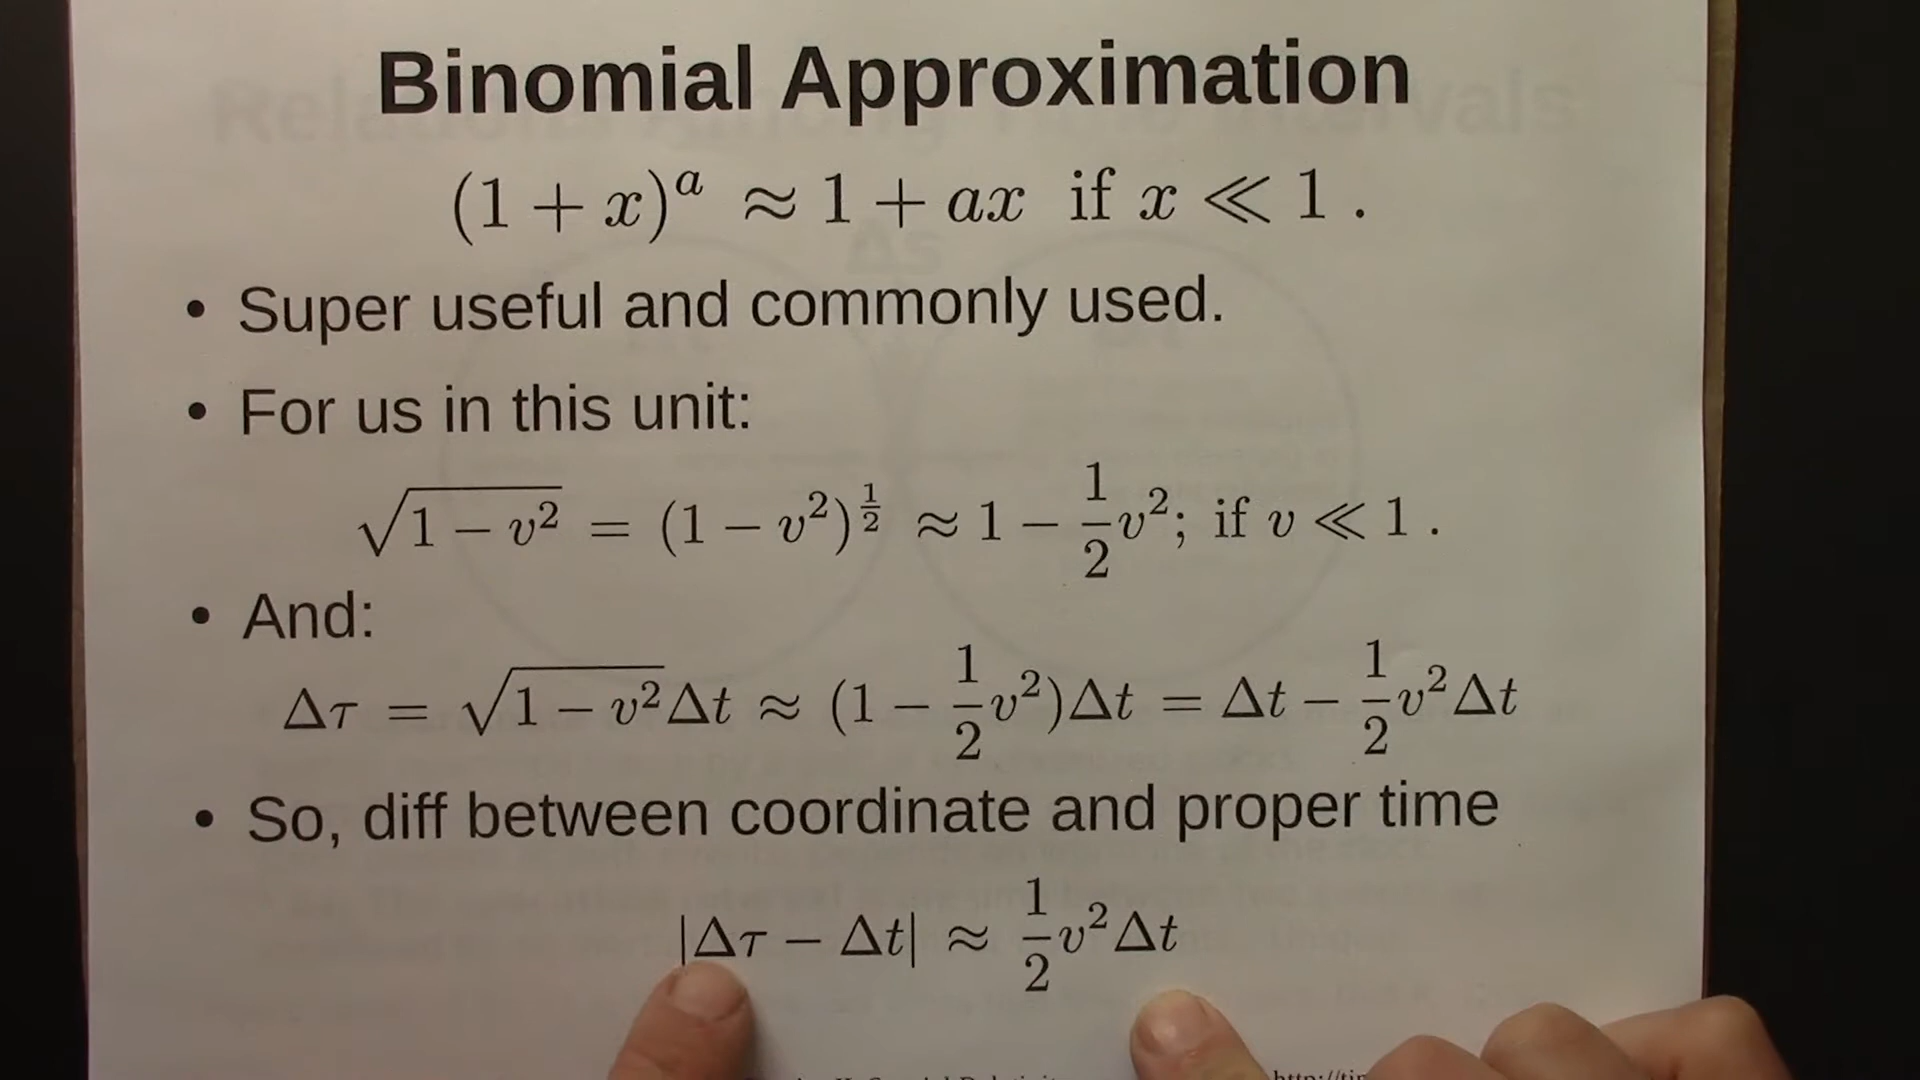 Binomial Approximation
(1 + x)^a ≈ 1 + ax if x ≪ 1 .
• Super useful and commonly used.
• For us in this unit:
√(1 − v²) = (1 − v²)^(1/2) ≈ 1 − 1/2 v²; if v ≪ 1 .
• And:
Δτ = √(1 − v²)Δt ≈ (1 − 1/2 v²)Δt = Δt − 1/2 v²Δt
• So, diff between coordinate and proper time
|Δτ − Δt| ≈ 1/2 v²Δt